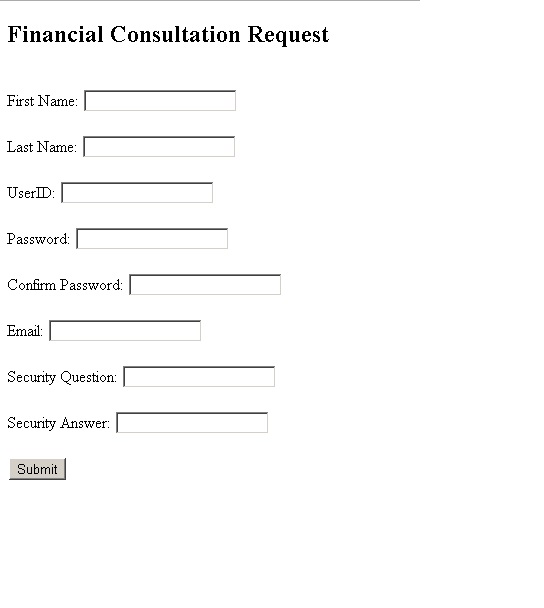 Financial Consultation Request
First Name:
Last Name:
UserID:
Password:
Confirm Password:
Email:
Security Question:
Security Answer:
Submit